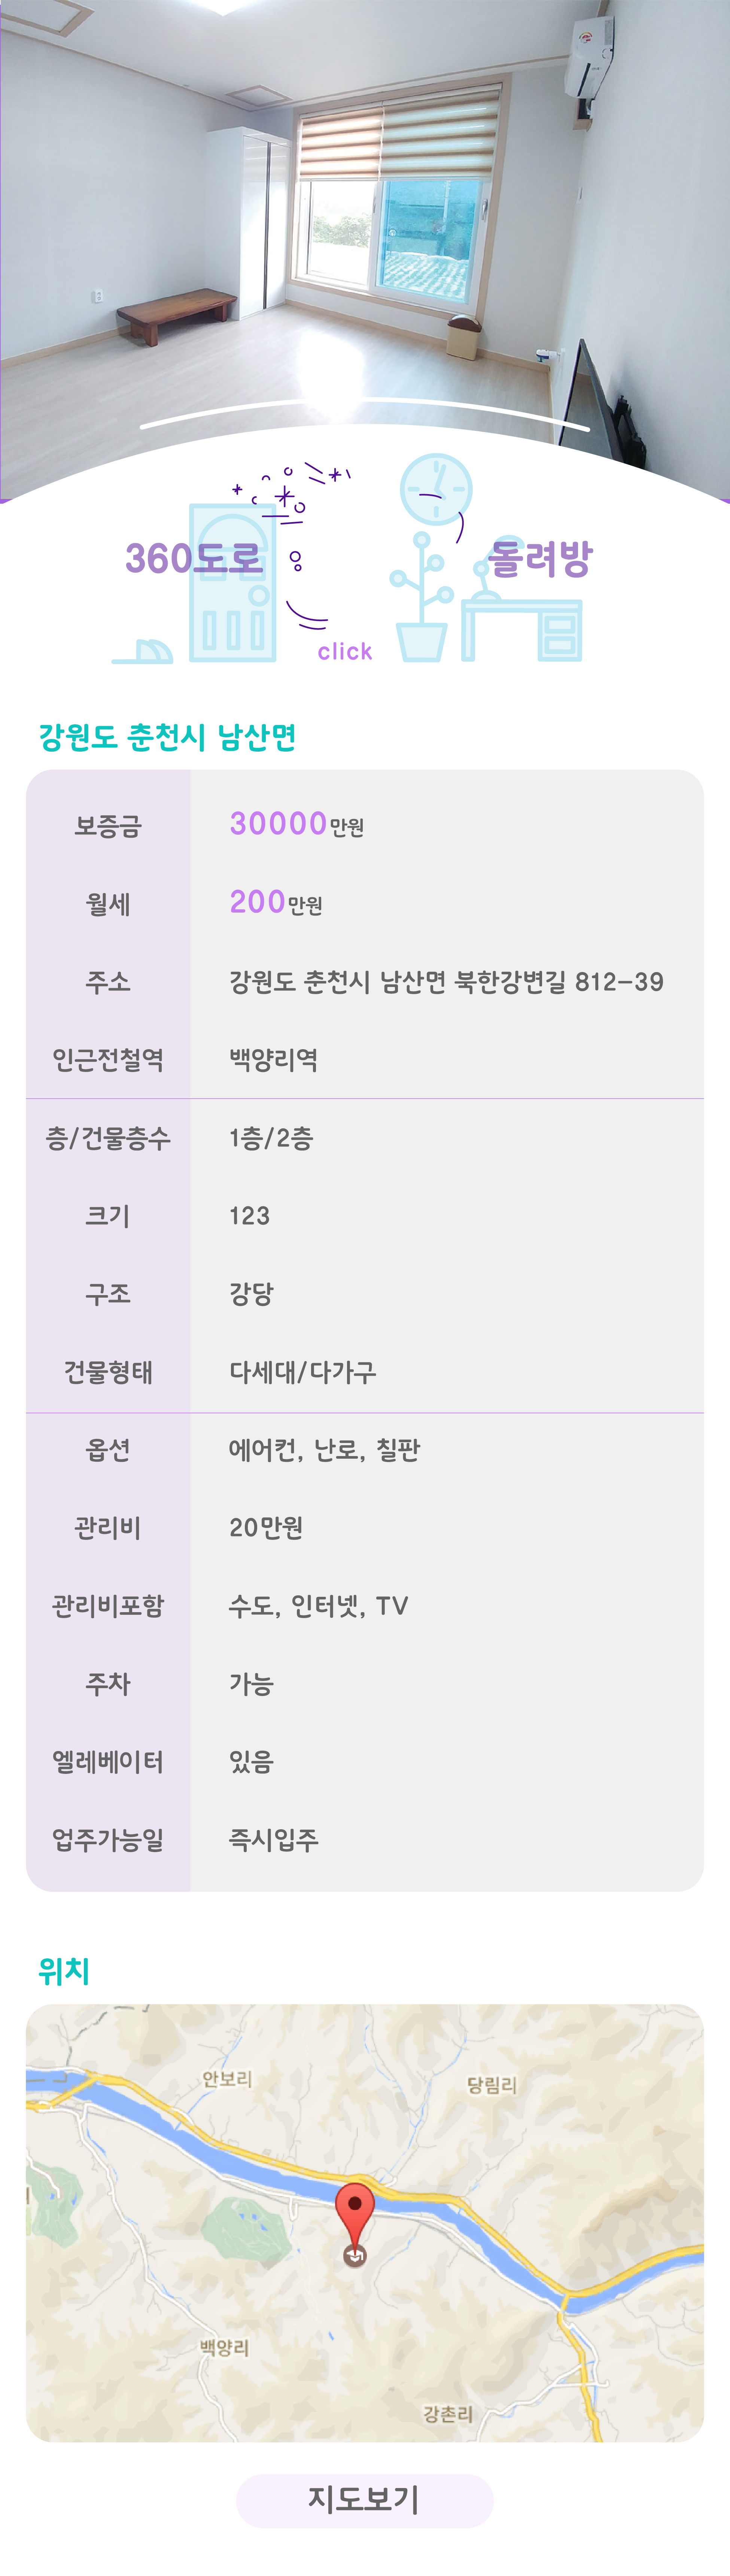 360도로 돌려방
click
강원도 춘천시 남산면
보증금 30000만원
월세 200만원
주소 강원도 춘천시 남산면 북한강변길 812-39
인근전철역 백양리역
층/건물층수 1층/2층
크기 123
구조 강당
건물형태 다세대/다가구
옵션 에어컨, 난로, 칠판
관리비 20만원
관리비포함 수도, 인터넷, TV
주차 가능
엘레베이터 있음
업주가능일 즉시입주
위치
안보리
당림리
백양리
강촌리
지도보기